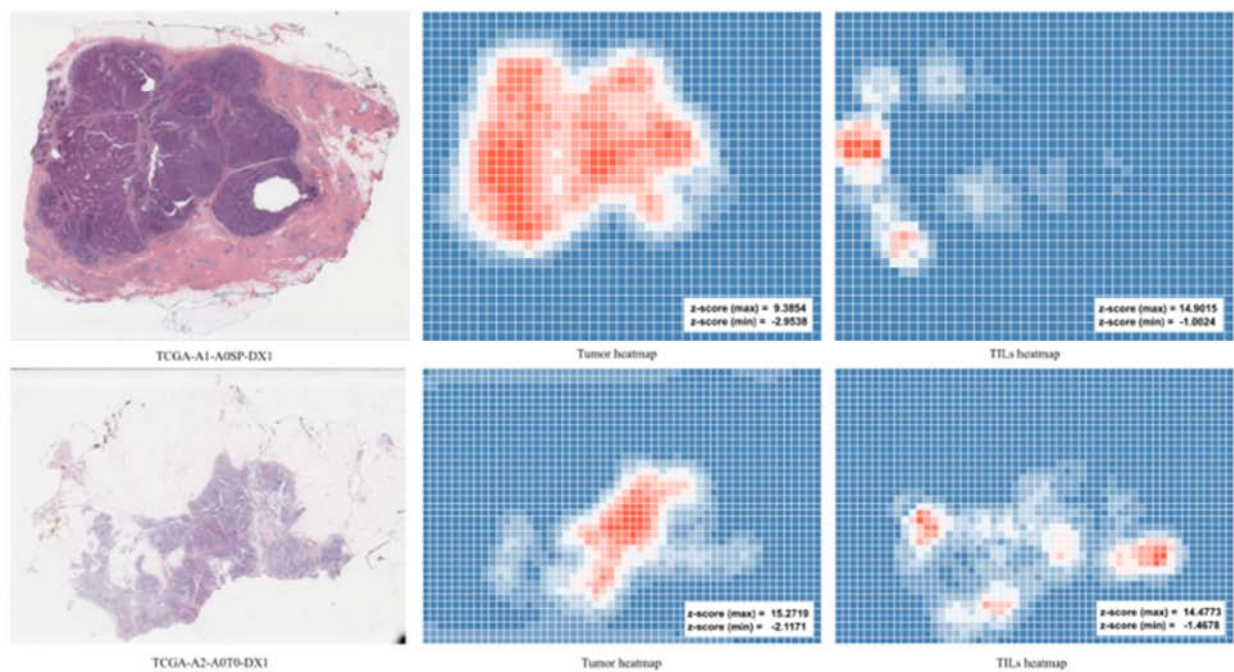 z-score (max) = 9.3854
z-score (min) = -2.9538
z-score (max) = 14.9015
z-score (min) = -1.0024
TCGA-A1-A0SP-DX1
Tumor heatmap
TILs heatmap
z-score (max) = 15.2719
z-score (min) = -2.1171
z-score (max) = 14.4773
z-score (min) = -1.4678
TCGA-A2-A0T0-DX1
Tumor heatmap
TILs heatmap